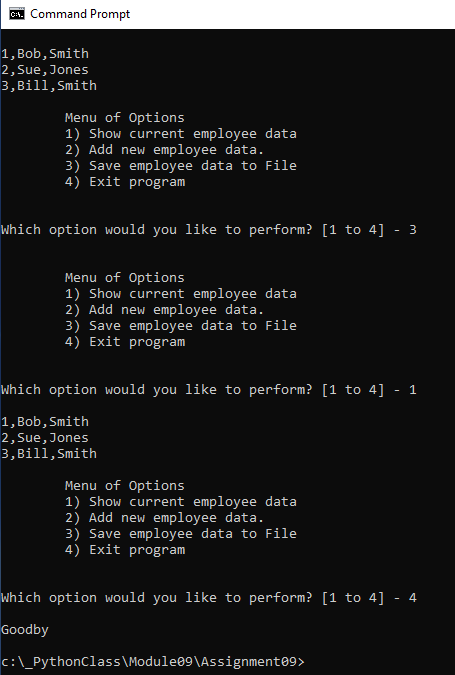 Command Prompt
1,Bob,Smith
2,Sue,Jones
3,Bill,Smith
Menu of Options
1) Show current employee data
2) Add new employee data.
3) Save employee data to File
4) Exit program
Which option would you like to perform? [1 to 4] - 3
Menu of Options
1) Show current employee data
2) Add new employee data.
3) Save employee data to File
4) Exit program
Which option would you like to perform? [1 to 4] - 1
1,Bob,Smith
2,Sue,Jones
3,Bill,Smith
Menu of Options
1) Show current employee data
2) Add new employee data.
3) Save employee data to File
4) Exit program
Which option would you like to perform? [1 to 4] - 4
Goodby
c:\_PythonClass\Module09\Assignment09>